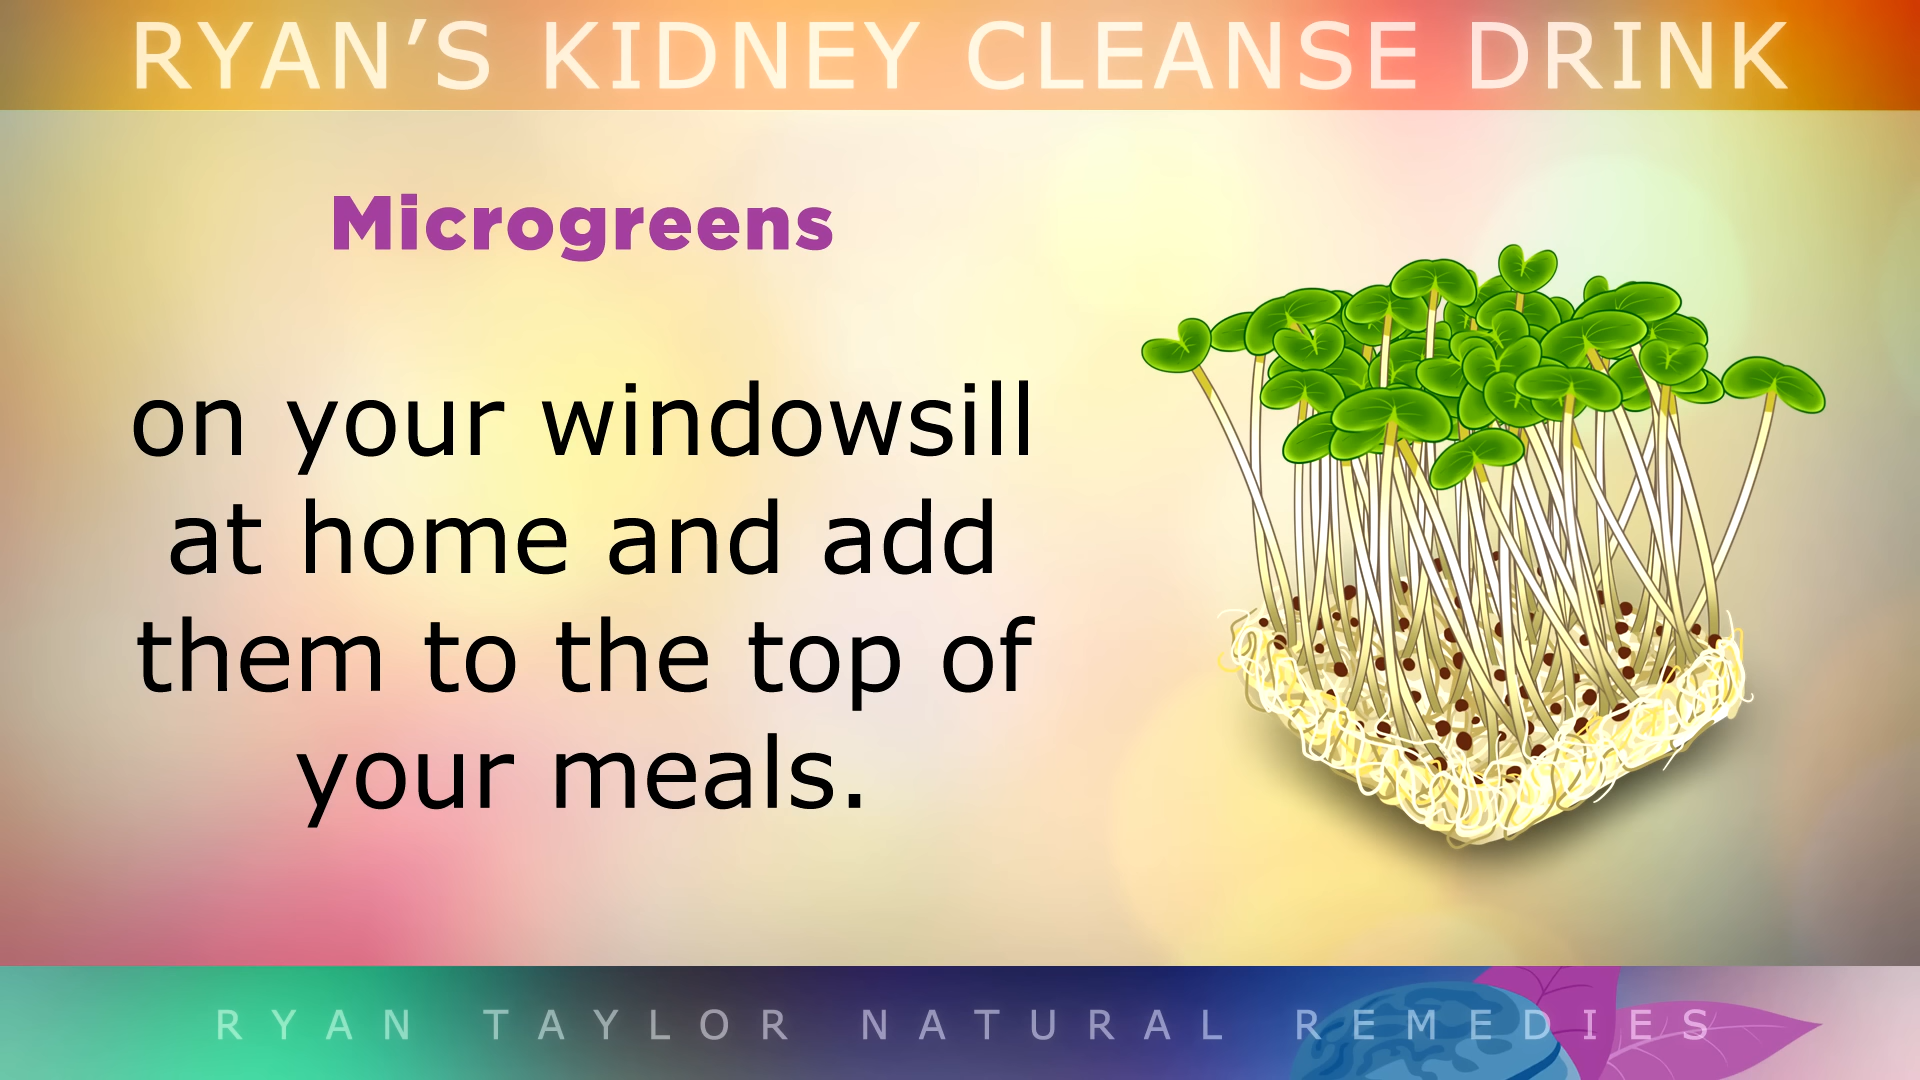 RYAN’S KIDNEY CLEANSE DRINK
Microgreens
on your windowsill
at home and add
them to the top of
your meals.
RYAN TAYLOR NATURAL REMEDIES